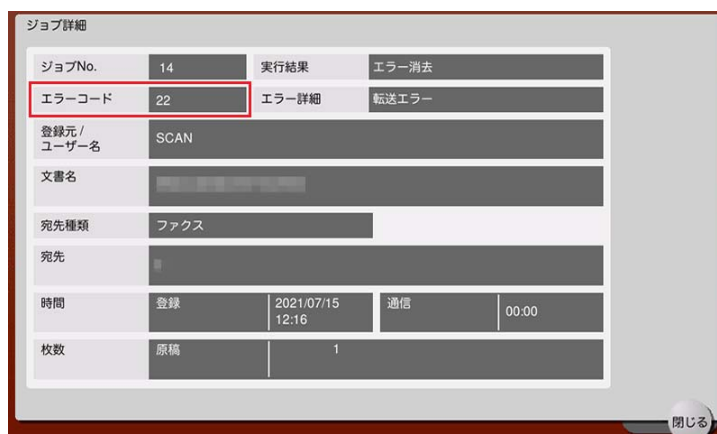 ジョブ詳細
ジョブNo. 14 実行結果 エラー消去
エラーコード 22 エラー詳細 転送エラー
登録元 /
ユーザー名 SCAN
文書名
宛先種類 ファクス
宛先
時間 登録 2021/07/15
12:16 通信 00:00
枚数 原稿 1
閉じる